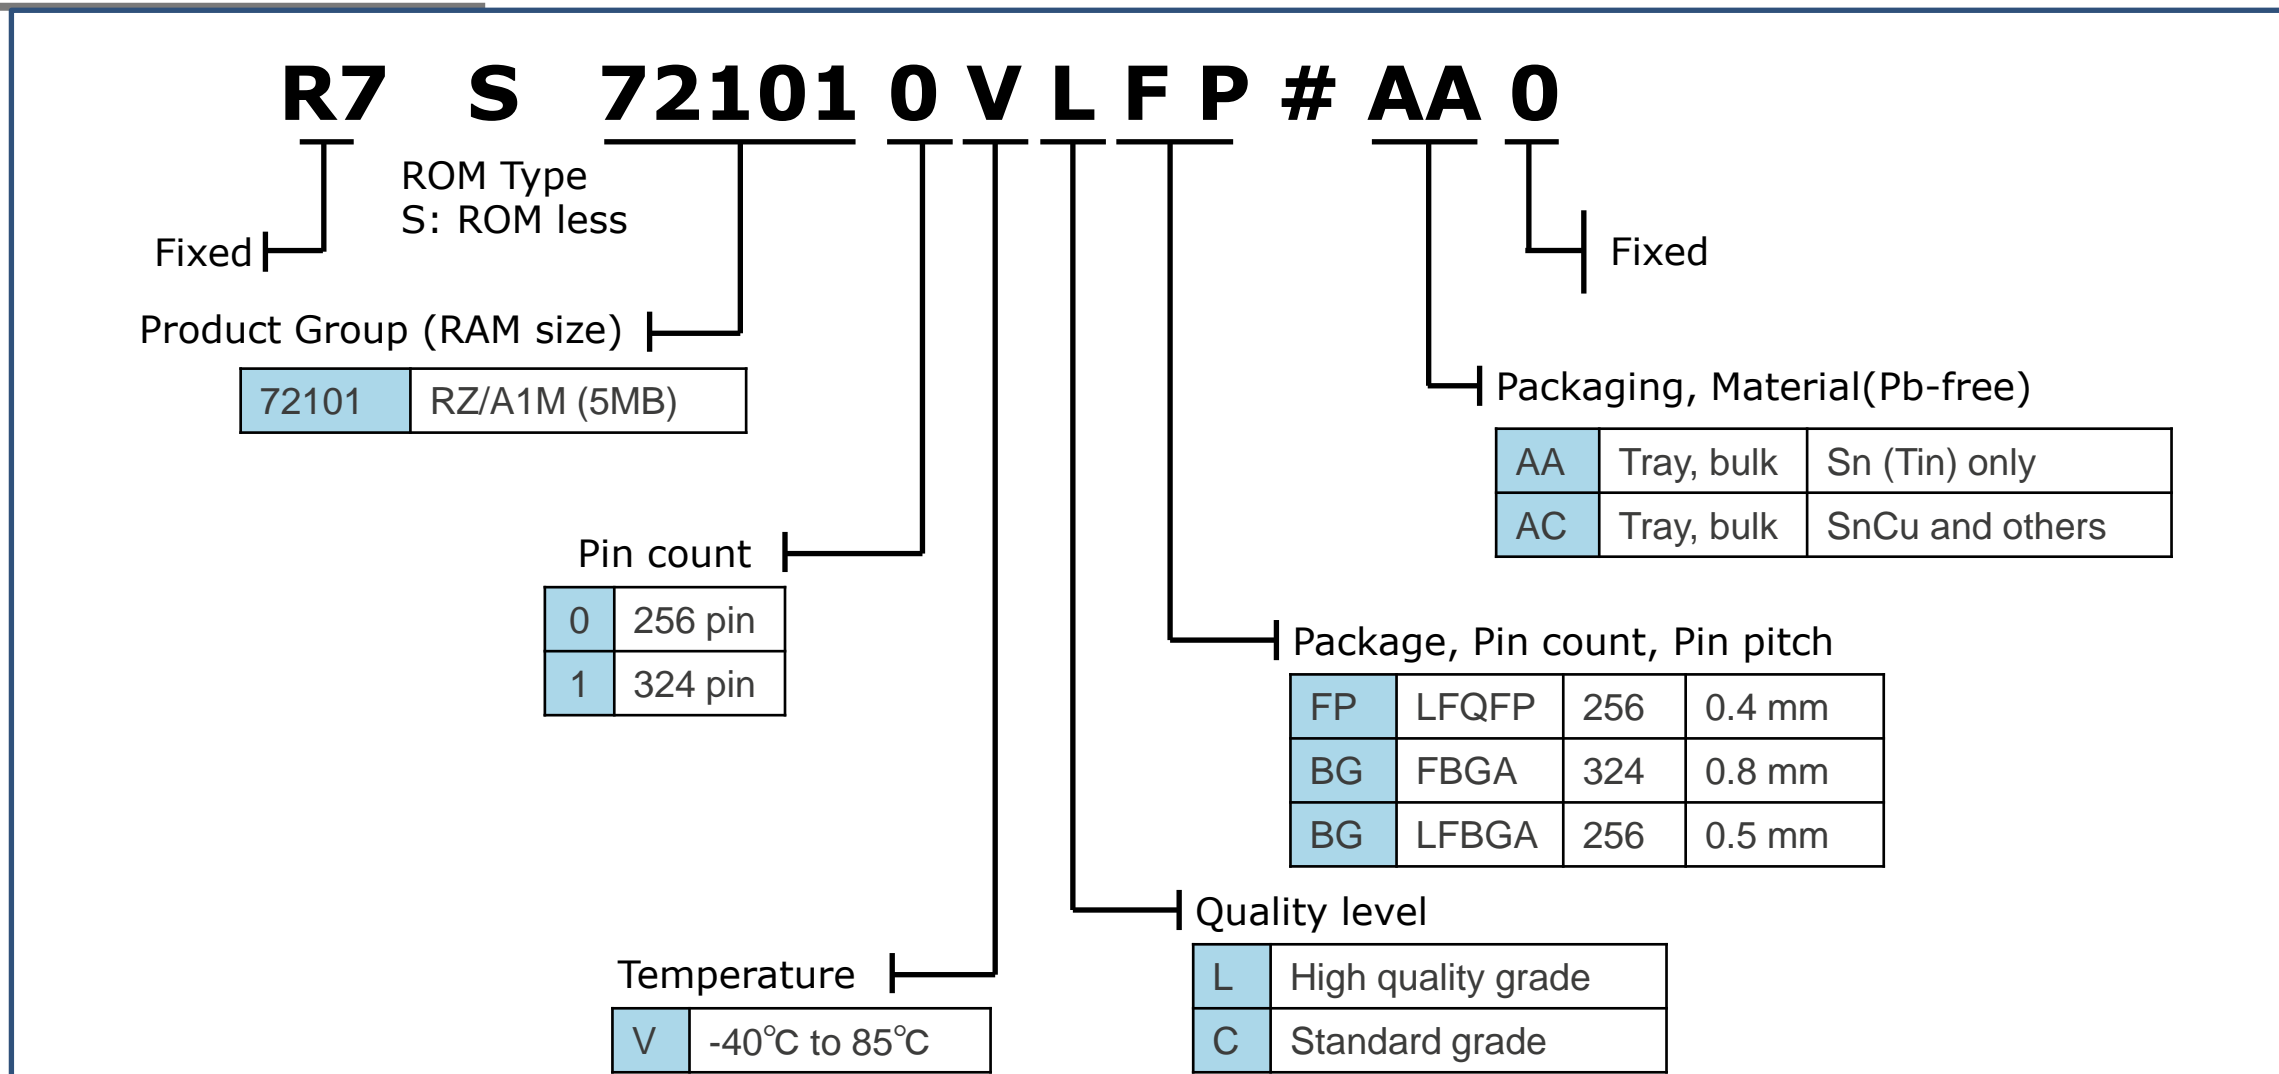 R7 S 72101 0 V L F P # AA 0
ROM Type
S: ROM less
Fixed
Fixed
Product Group (RAM size)
72101 RZ/A1M (5MB)
Packaging, Material(Pb-free)
AA Tray, bulk Sn (Tin) only
AC Tray, bulk SnCu and others
Pin count
0 256 pin
1 324 pin
Package, Pin count, Pin pitch
FP LFQFP 256 0.4 mm
BG FBGA 324 0.8 mm
BG LFBGA 256 0.5 mm
Quality level
L High quality grade
C Standard grade
Temperature
V -40℃ to 85℃